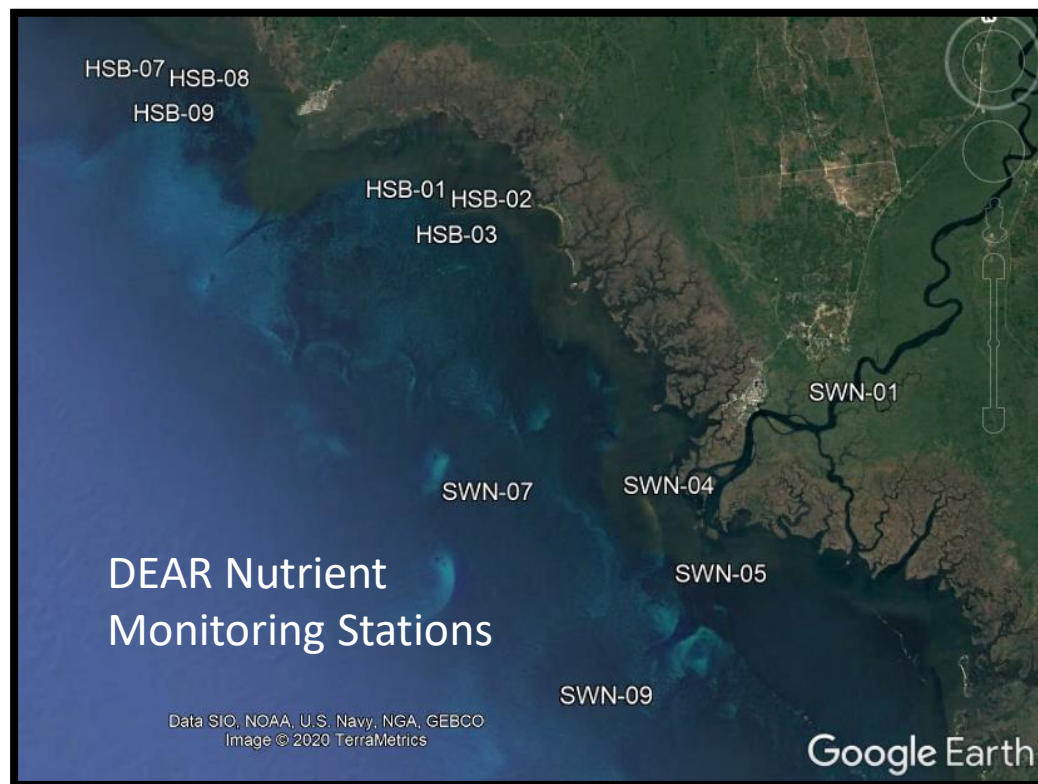 HSB-07
HSB-08
HSB-09
HSB-01
HSB-02
HSB-03
SWN-01
SWN-07
SWN-04
SWN-05
DEAR Nutrient
Monitoring Stations
SWN-09
Data SIO, NOAA, U.S. Navy, NGA, GEBCO
Image © 2020 TerraMetrics
Google Earth